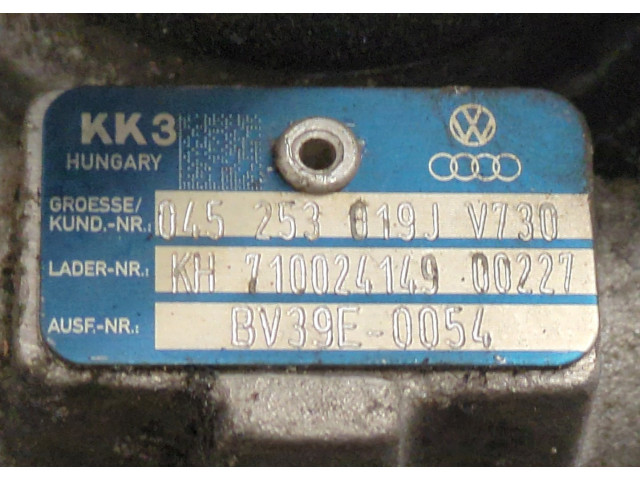 KK3
HUNGARY
GROESSE/
KUND.-NR.: 045 253 019J V730
LADER-NR.: KH 710024149 00227
AUSF.-NR.: BV39E-0054